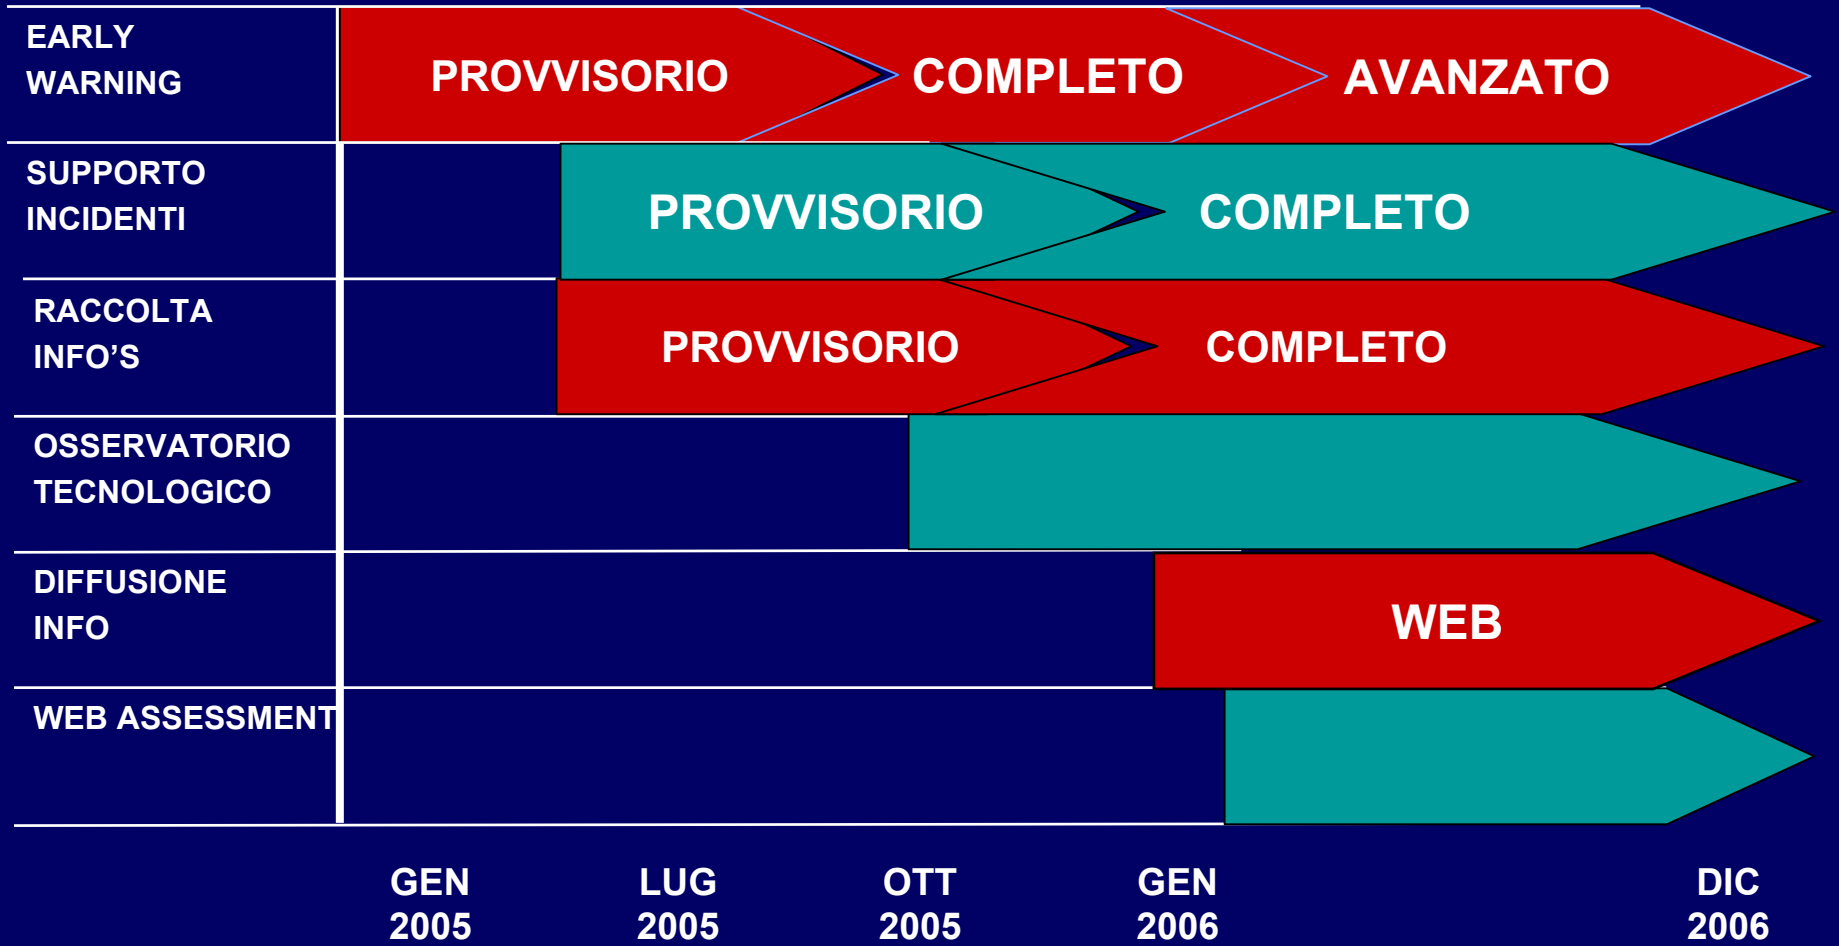 EARLY
WARNING
PROVVISORIO
COMPLETO
AVANZATO
SUPPORTO
INCIDENTI
PROVVISORIO
COMPLETO
RACCOLTA
INFO’S
PROVVISORIO
COMPLETO
OSSERVATORIO
TECNOLOGICO
DIFFUSIONE
INFO
WEB
WEB ASSESSMENT
GEN
2005
LUG
2005
OTT
2005
GEN
2006
DIC
2006